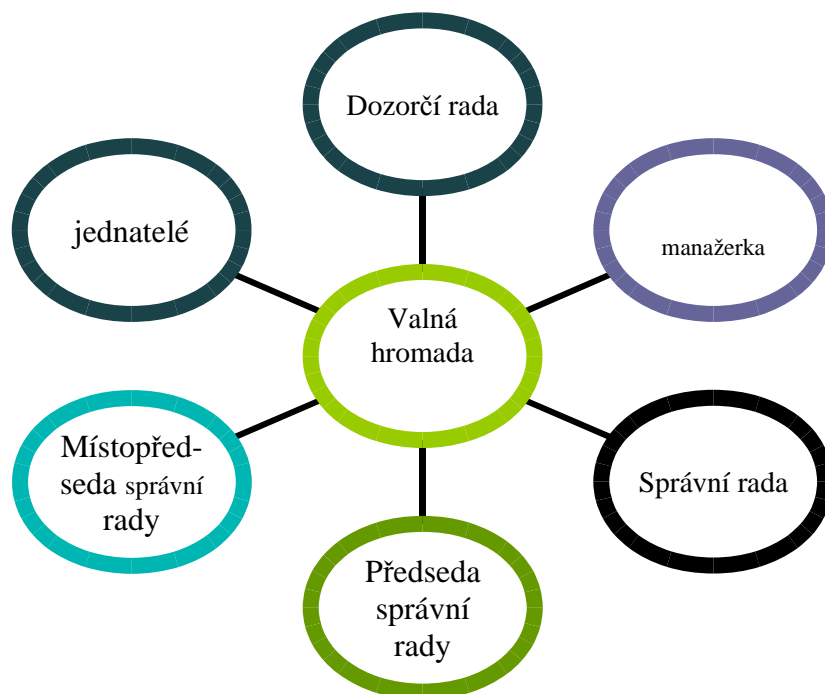 Dozorčí rada
jednatelé
manažerka
Valná
hromada
Místopřed-
seda správní
rady
Správní rada
Předseda
správní
rady